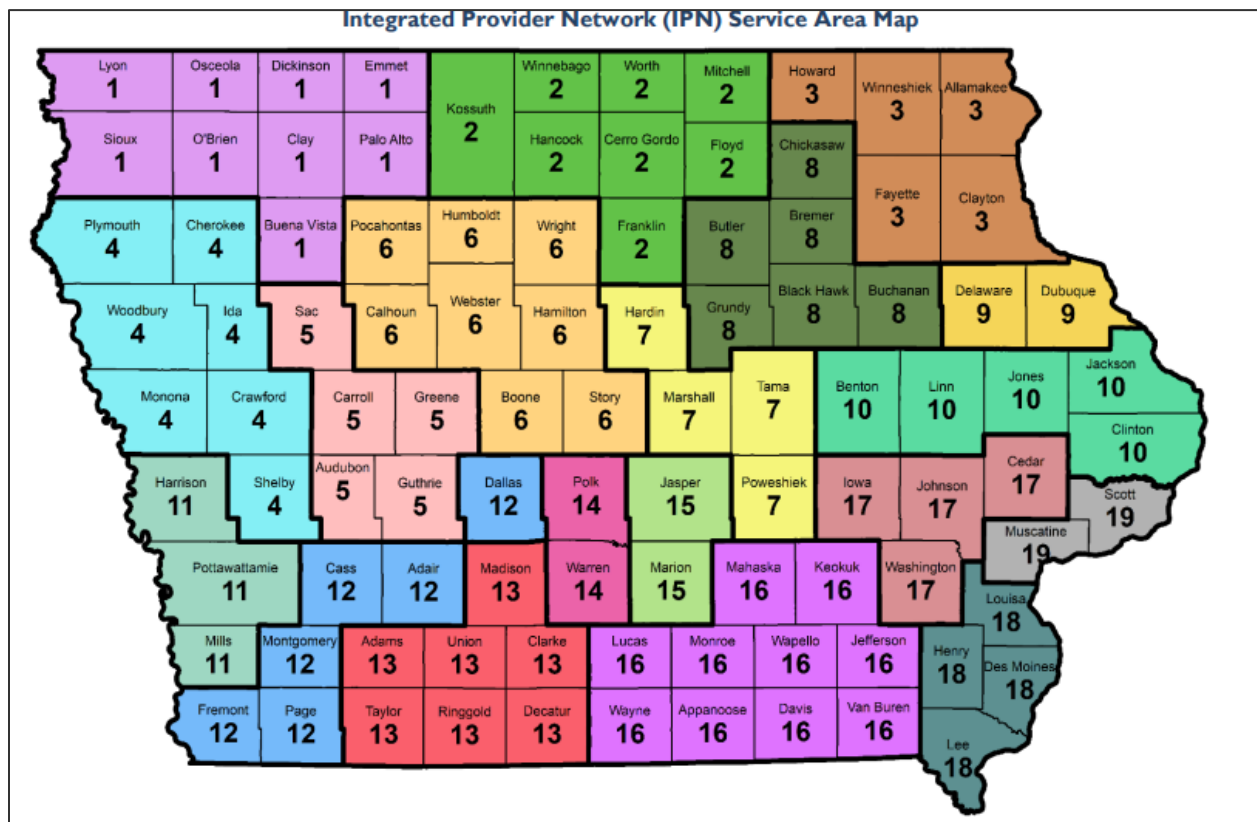 Integrated Provider Network (IPN) Service Area Map
Lyon
1
Osceola
1
Dickinson
1
Emmet
1
Kossuth
2
Winnebago
2
Worth
2
Mitchell
2
Howard
3
Winneshiek
3
Allamakee
3
Sioux
1
O'Brien
1
Clay
1
Palo Alto
1
Hancock
2
Cerro Gordo
2
Floyd
2
Chickasaw
8
Fayette
3
Clayton
3
Plymouth
4
Cherokee
4
Buena Vista
1
Pocahontas
6
Humboldt
6
Wright
6
Franklin
2
Butler
8
Bremer
8
Woodbury
4
Ida
4
Sac
5
Calhoun
6
Webster
6
Hamilton
6
Hardin
7
Grundy
8
Black Hawk
8
Buchanan
8
Delaware
9
Dubuque
9
Monona
4
Crawford
4
Carroll
5
Greene
5
Boone
6
Story
6
Marshall
7
Tama
7
Benton
10
Linn
10
Jones
10
Jackson
10
Clinton
10
Harrison
11
Shelby
4
Audubon
5
Guthrie
5
Dallas
12
Polk
14
Jasper
15
Poweshiek
7
Iowa
17
Johnson
17
Cedar
17
Scott
19
Muscatine
19
Pottawattamie
11
Cass
12
Adair
12
Madison
13
Warren
14
Marion
15
Mahaska
16
Keokuk
16
Washington
17
Louisa
18
Mills
11
Montgomery
12
Adams
13
Union
13
Clarke
13
Lucas
16
Monroe
16
Wapello
16
Jefferson
16
Henry
18
Des Moines
18
Fremont
12
Page
12
Taylor
13
Ringgold
13
Decatur
13
Wayne
16
Appanoose
16
Davis
16
Van Buren
16
Lee
18